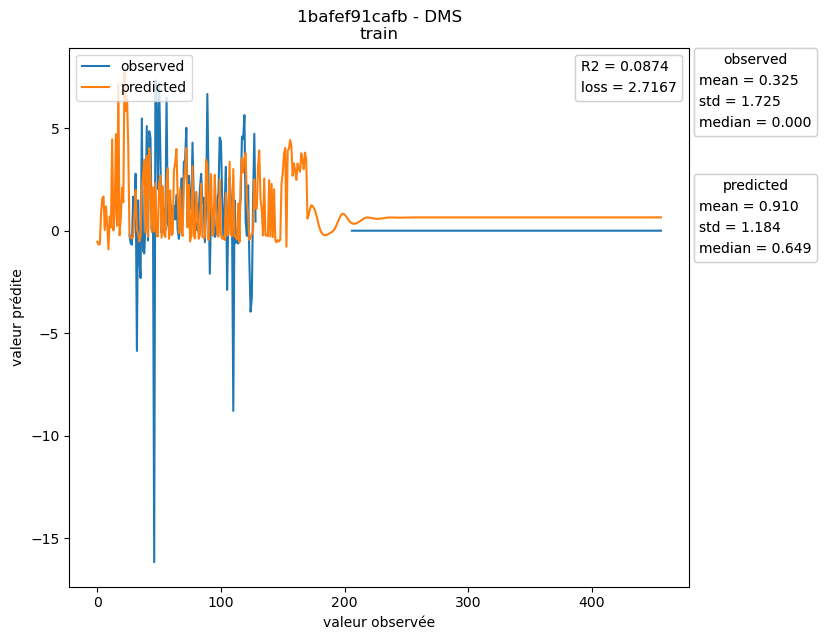 1bafef91cafb - DMS
train
observed
predicted
R2 = 0.0874
loss = 2.7167
observed
mean = 0.325
std = 1.725
median = 0.000
predicted
mean = 0.910
std = 1.184
median = 0.649
valeur prédite
5
0
−5
−10
−15
0 100 200 300 400
valeur observée